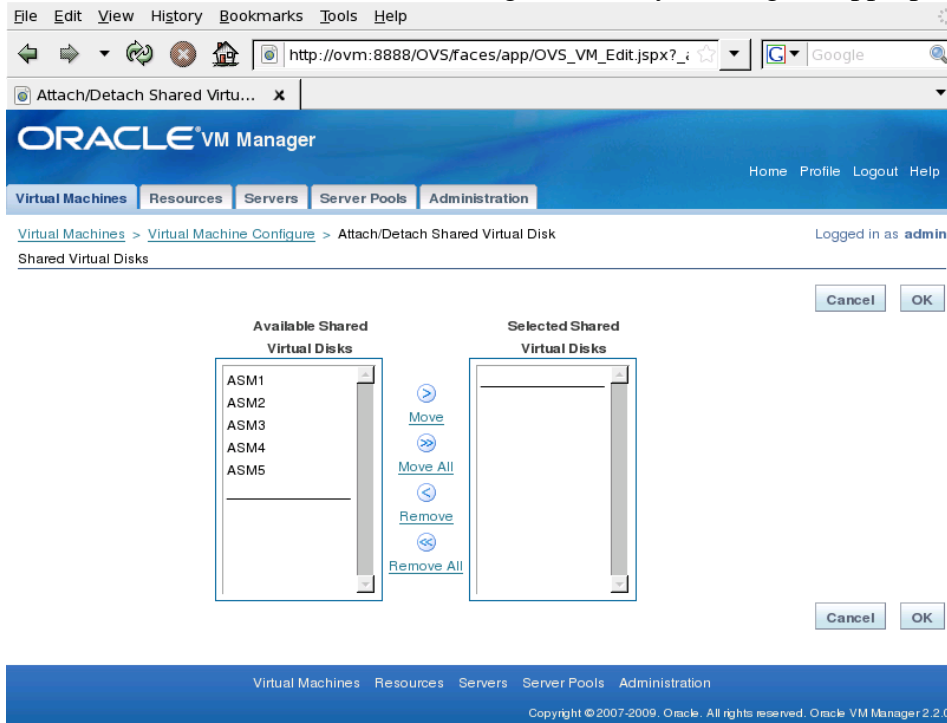 File Edit View History Bookmarks Tools Help
http://ovm:8888/OVS/faces/app/OVS_VM_Edit.jspx?_a
G Google
Attach/Detach Shared Virtu... x
ORACLE VM Manager
Home Profile Logout Help
Virtual Machines Resources Servers Server Pools Administration
Virtual Machines > Virtual Machine Configure > Attach/Detach Shared Virtual Disk Logged in as admin
Shared Virtual Disks
Cancel OK
Available Shared Virtual Disks
Selected Shared Virtual Disks
ASM1
ASM2
ASM3
ASM4
ASM5
Move
Move All
Remove
Remove All
Cancel OK
Virtual Machines Resources Servers Server Pools Administration
Copyright © 2007-2009. Oracle. All rights reserved. Oracle VM Manager 2.2.0